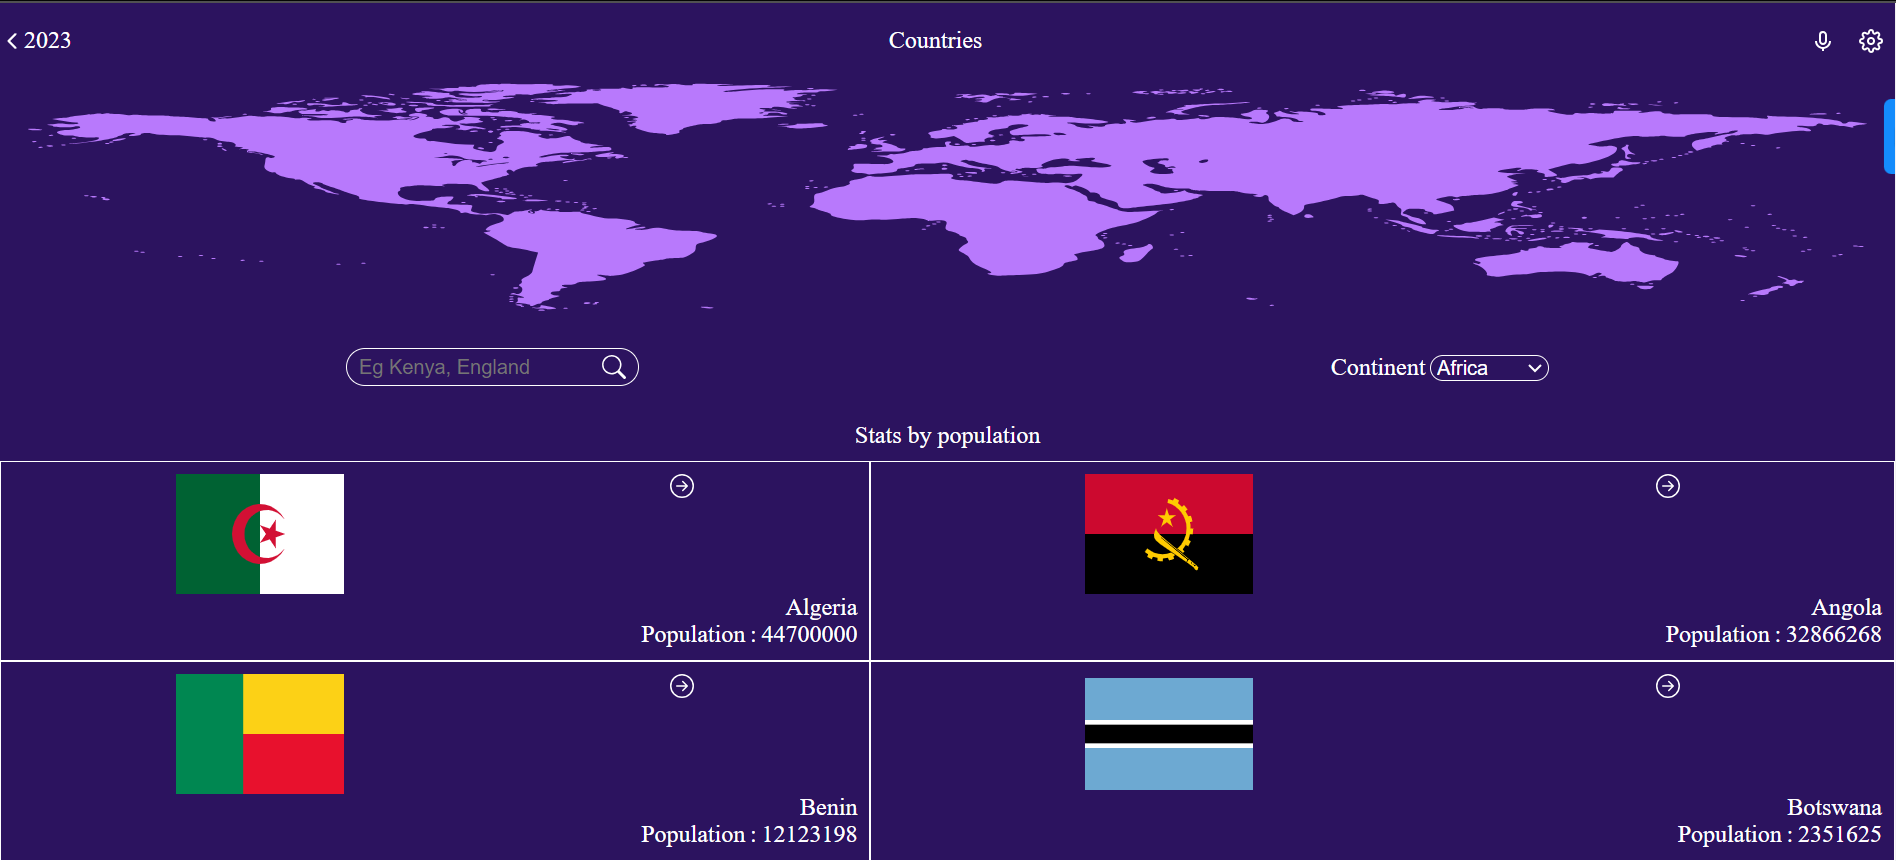 2023
Countries
Eg Kenya, England
Continent Africa
Stats by population
Algeria
Population : 44700000
Angola
Population : 32866268
Benin
Population : 12123198
Botswana
Population : 2351625